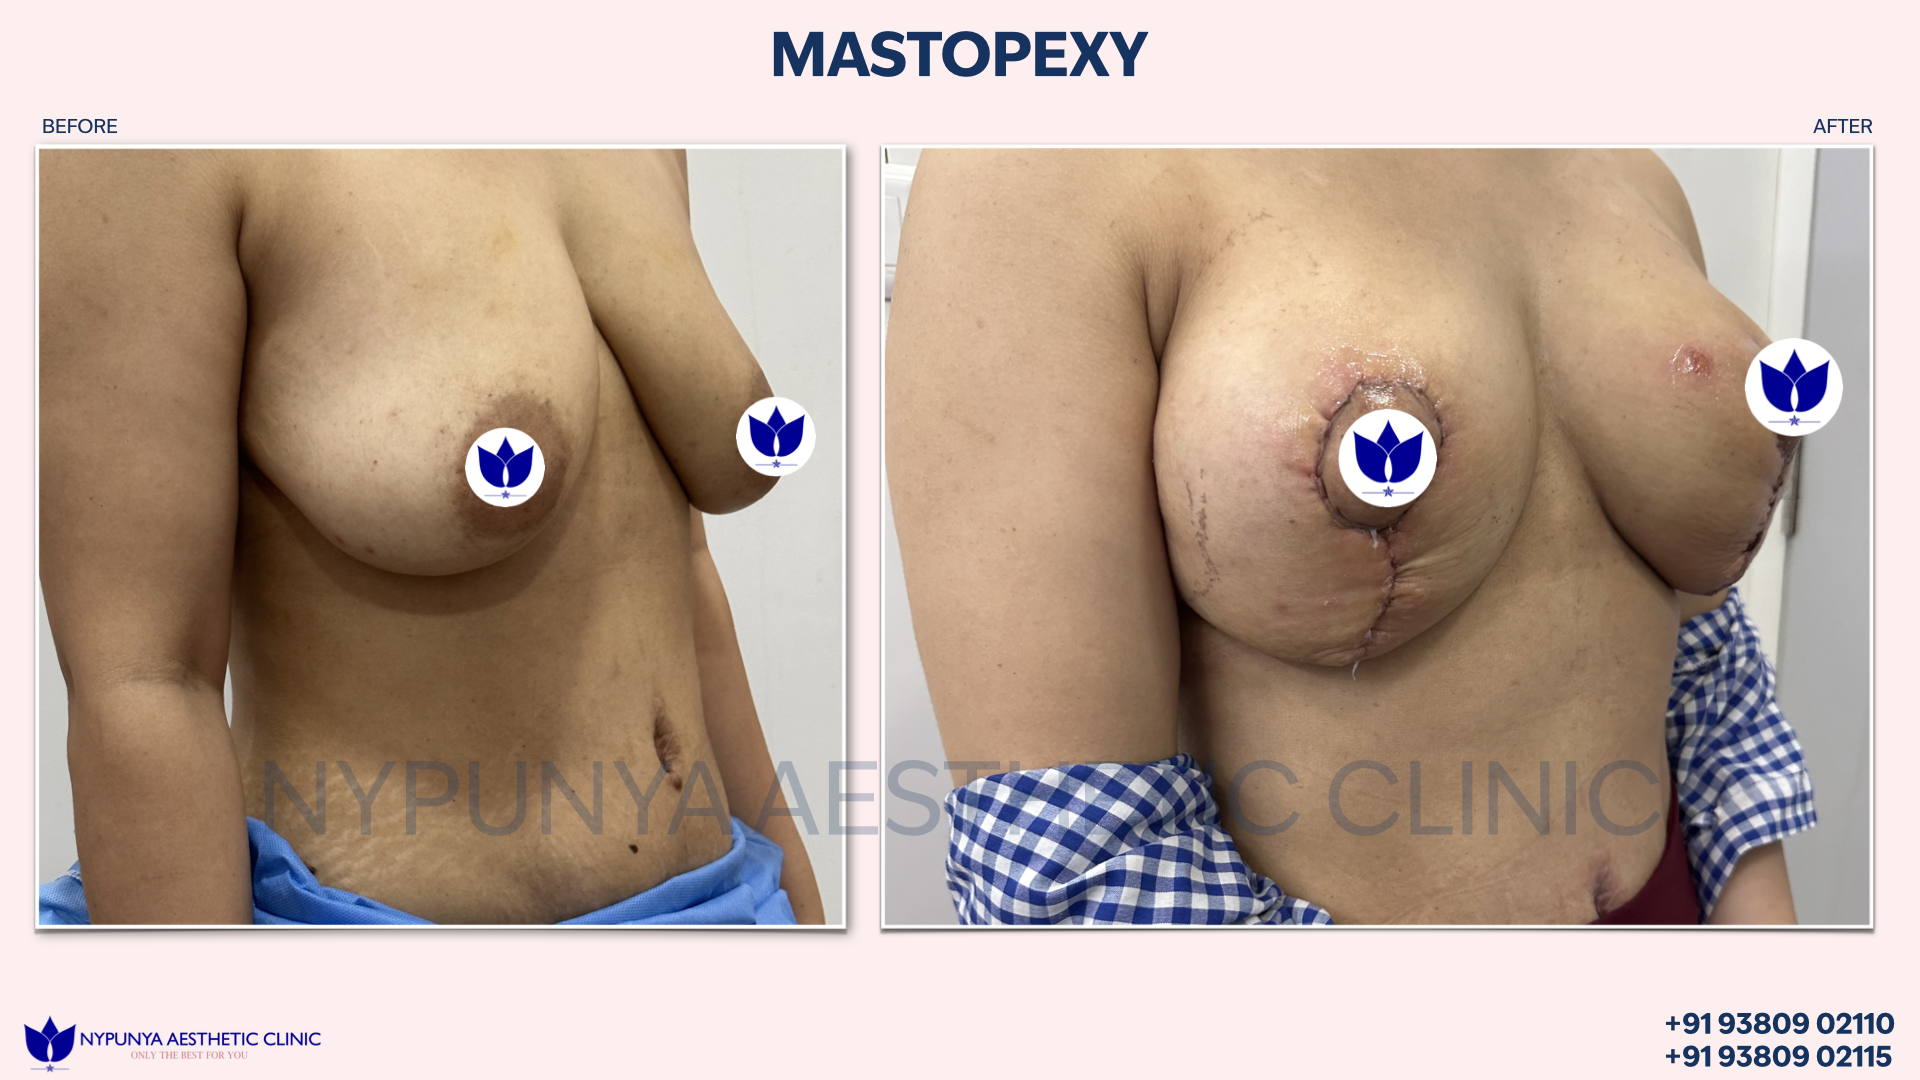 MASTOPEXY
BEFORE
AFTER
NYPUNYA AESTHETIC CLINIC
NYPUNYA AESTHETIC CLINIC
ONLY THE BEST FOR YOU
+91 93809 02110
+91 93809 02115